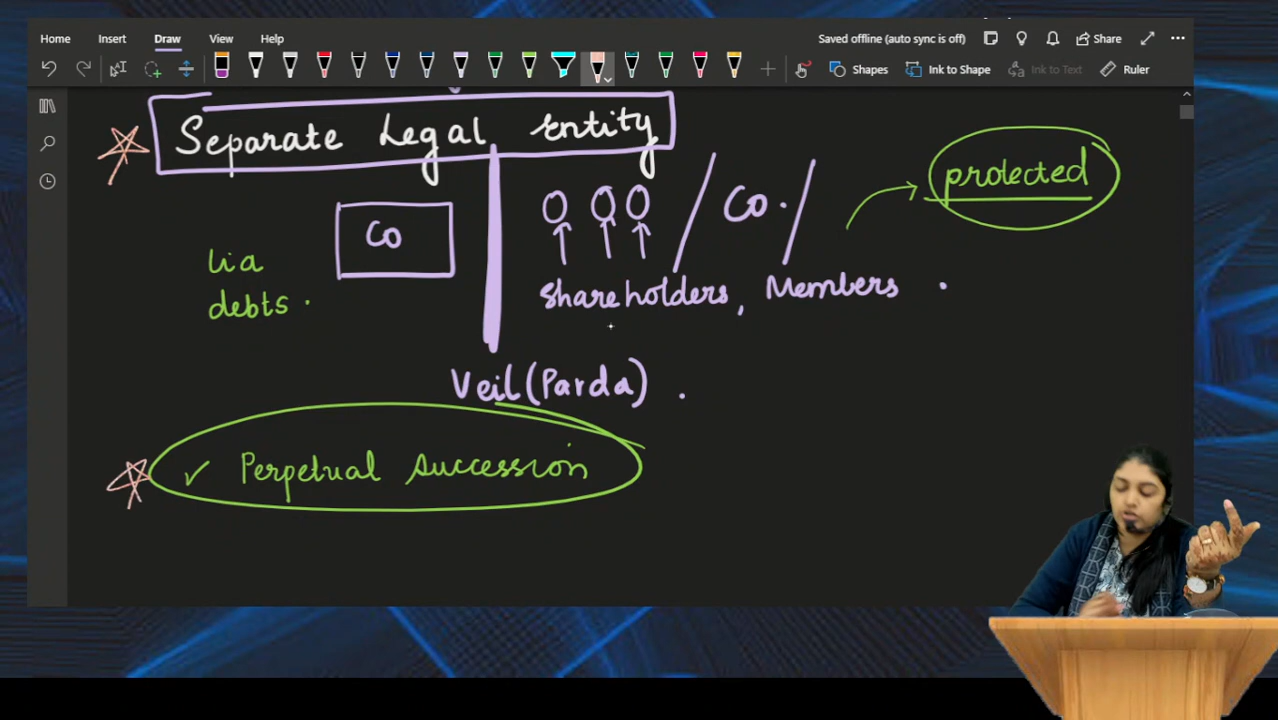 Home Insert Draw View Help Saved offline (auto sync is off) Share
Shapes Ink to Shape Ink to Text Ruler
Separate Legal entity
protected
Co Co.
lia
debts.
Shareholders, Members.
Veil (Parda).
✓ Perpetual succession